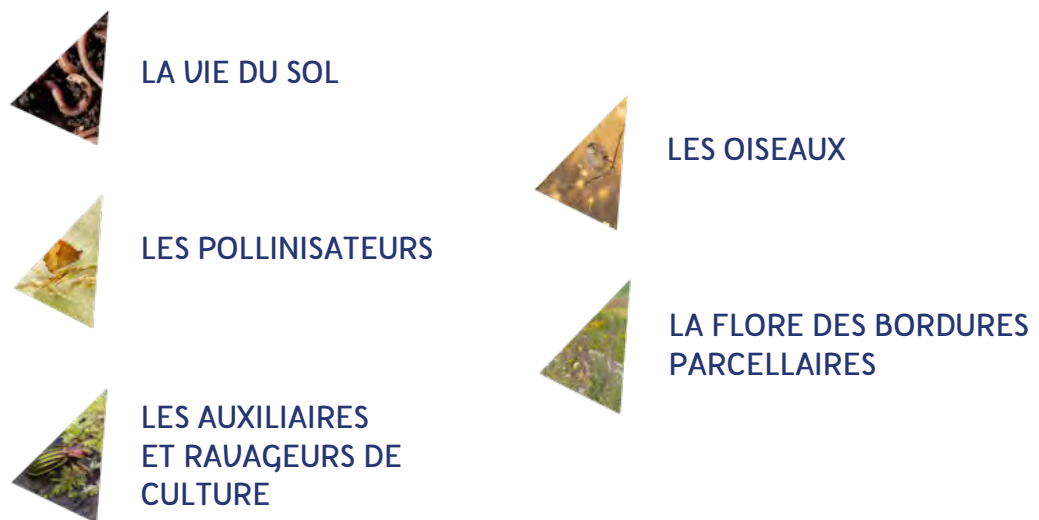 LA VIE DU SOL
LES POLLINISATEURS
LES AUXILIAIRES
ET RAVAGEURS DE
CULTURE
LES OISEAUX
LA FLORE DES BORDURES
PARCELLAIRES